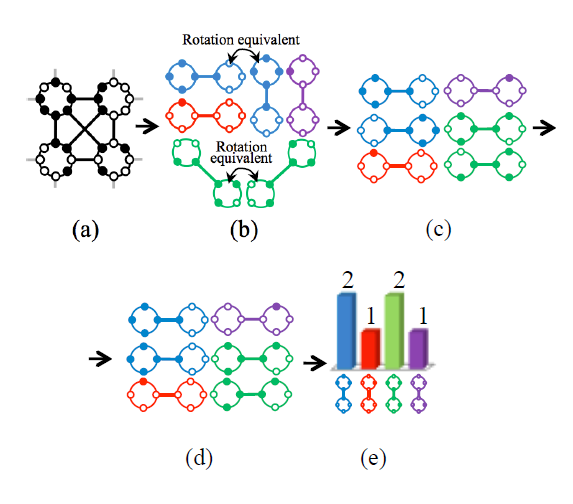 Rotation equivalent
Rotation
equivalent
(a)
(b)
(c)
2
2
1
1
(d)
(e)